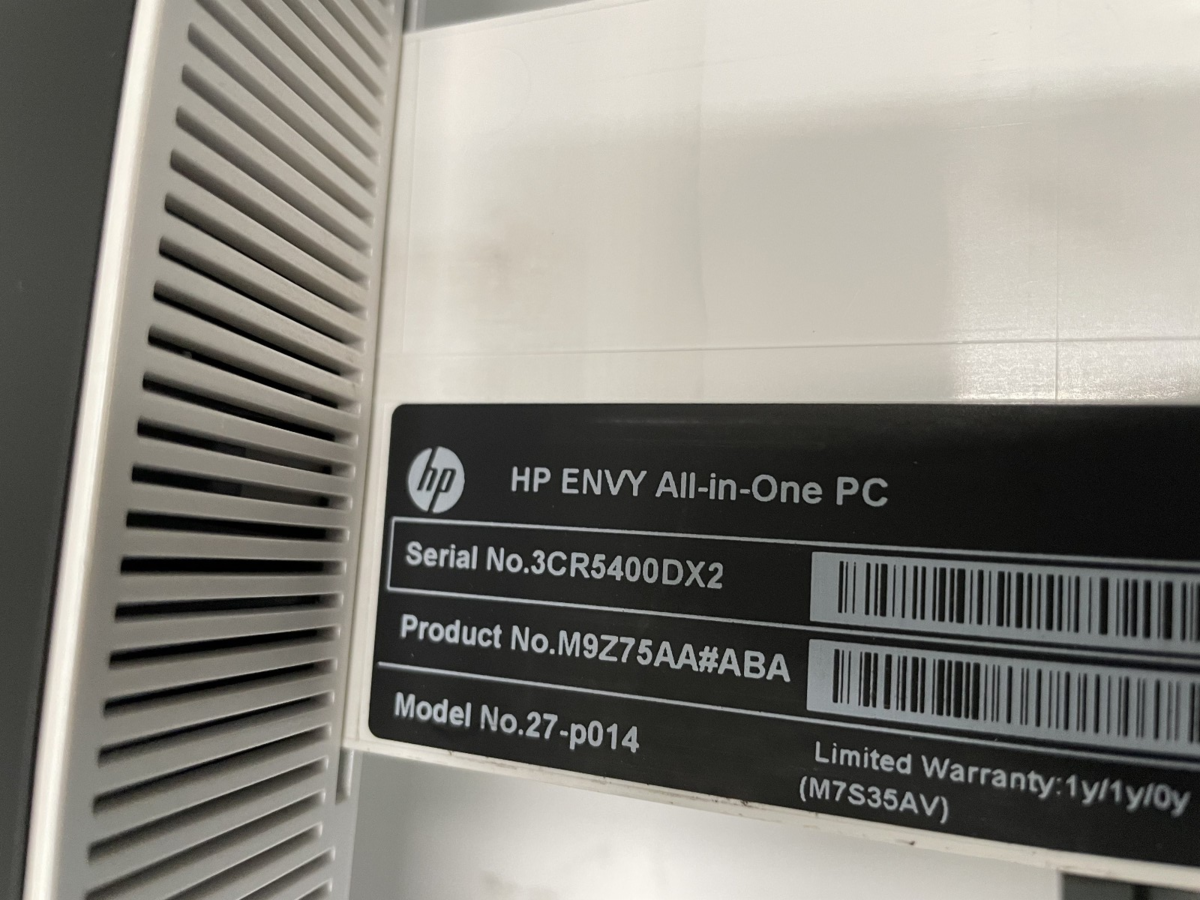 hp
HP ENVY All-in-One PC
Serial No.3CR5400DX2
Product No.M9Z75AA#ABA
Model No.27-p014
Limited Warranty:1y/1y/0y
(M7S35AV)